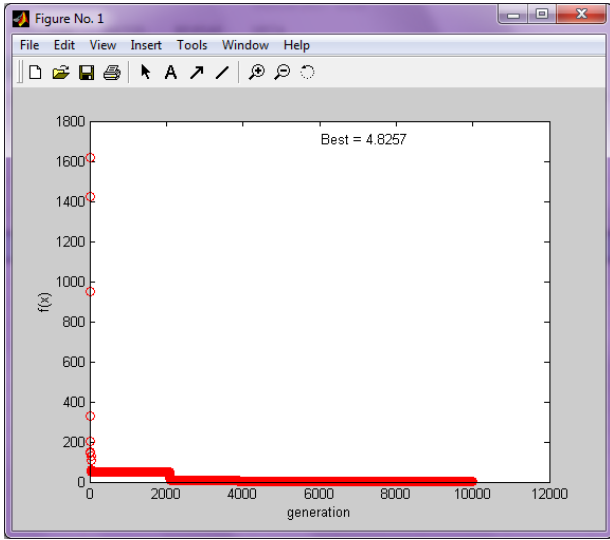 Figure No. 1
File Edit View Insert Tools Window Help
Best = 4.8257
1800
1600
1400
1200
1000
800
600
400
200
0
f(x)
0 2000 4000 6000 8000 10000 12000
generation